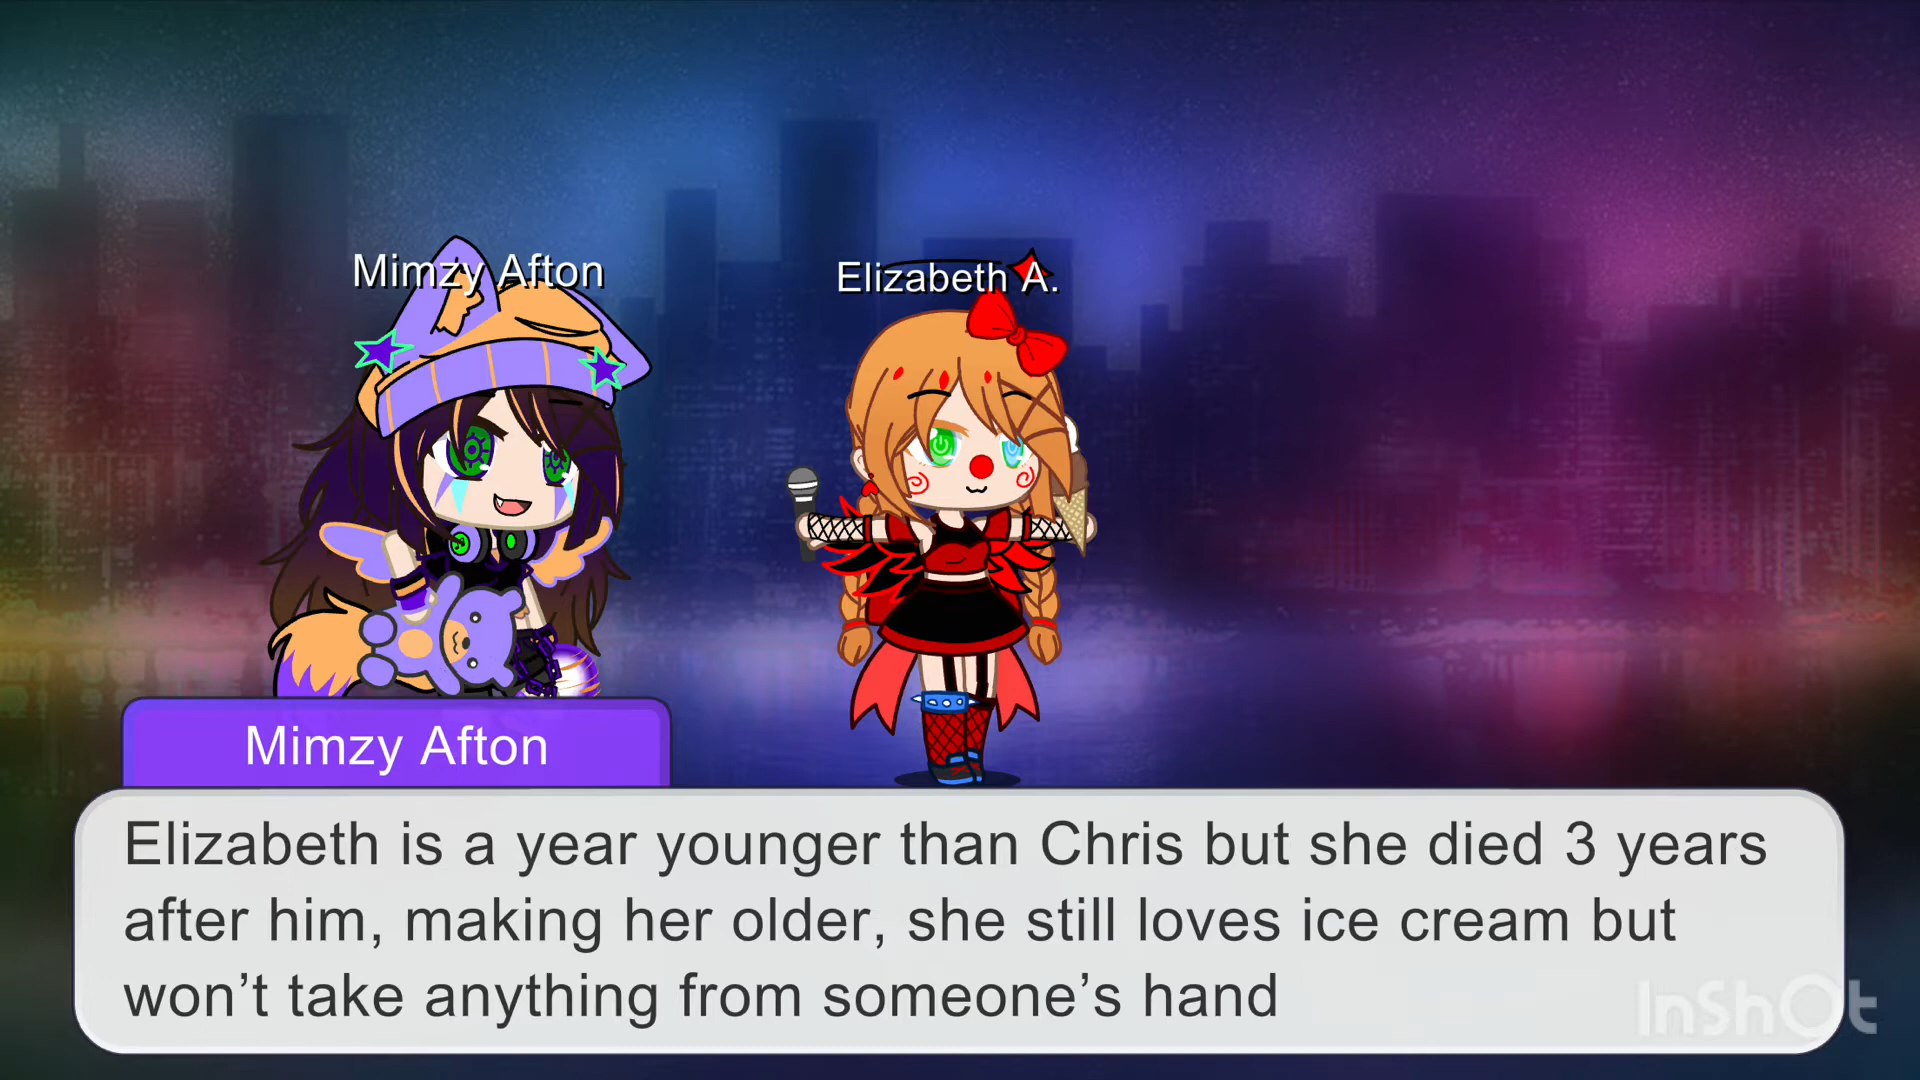 Mimzy Afton
Elizabeth A.
Mimzy Afton
Elizabeth is a year younger than Chris but she died 3 years
after him, making her older, she still loves ice cream but
won’t take anything from someone’s hand
InShOt